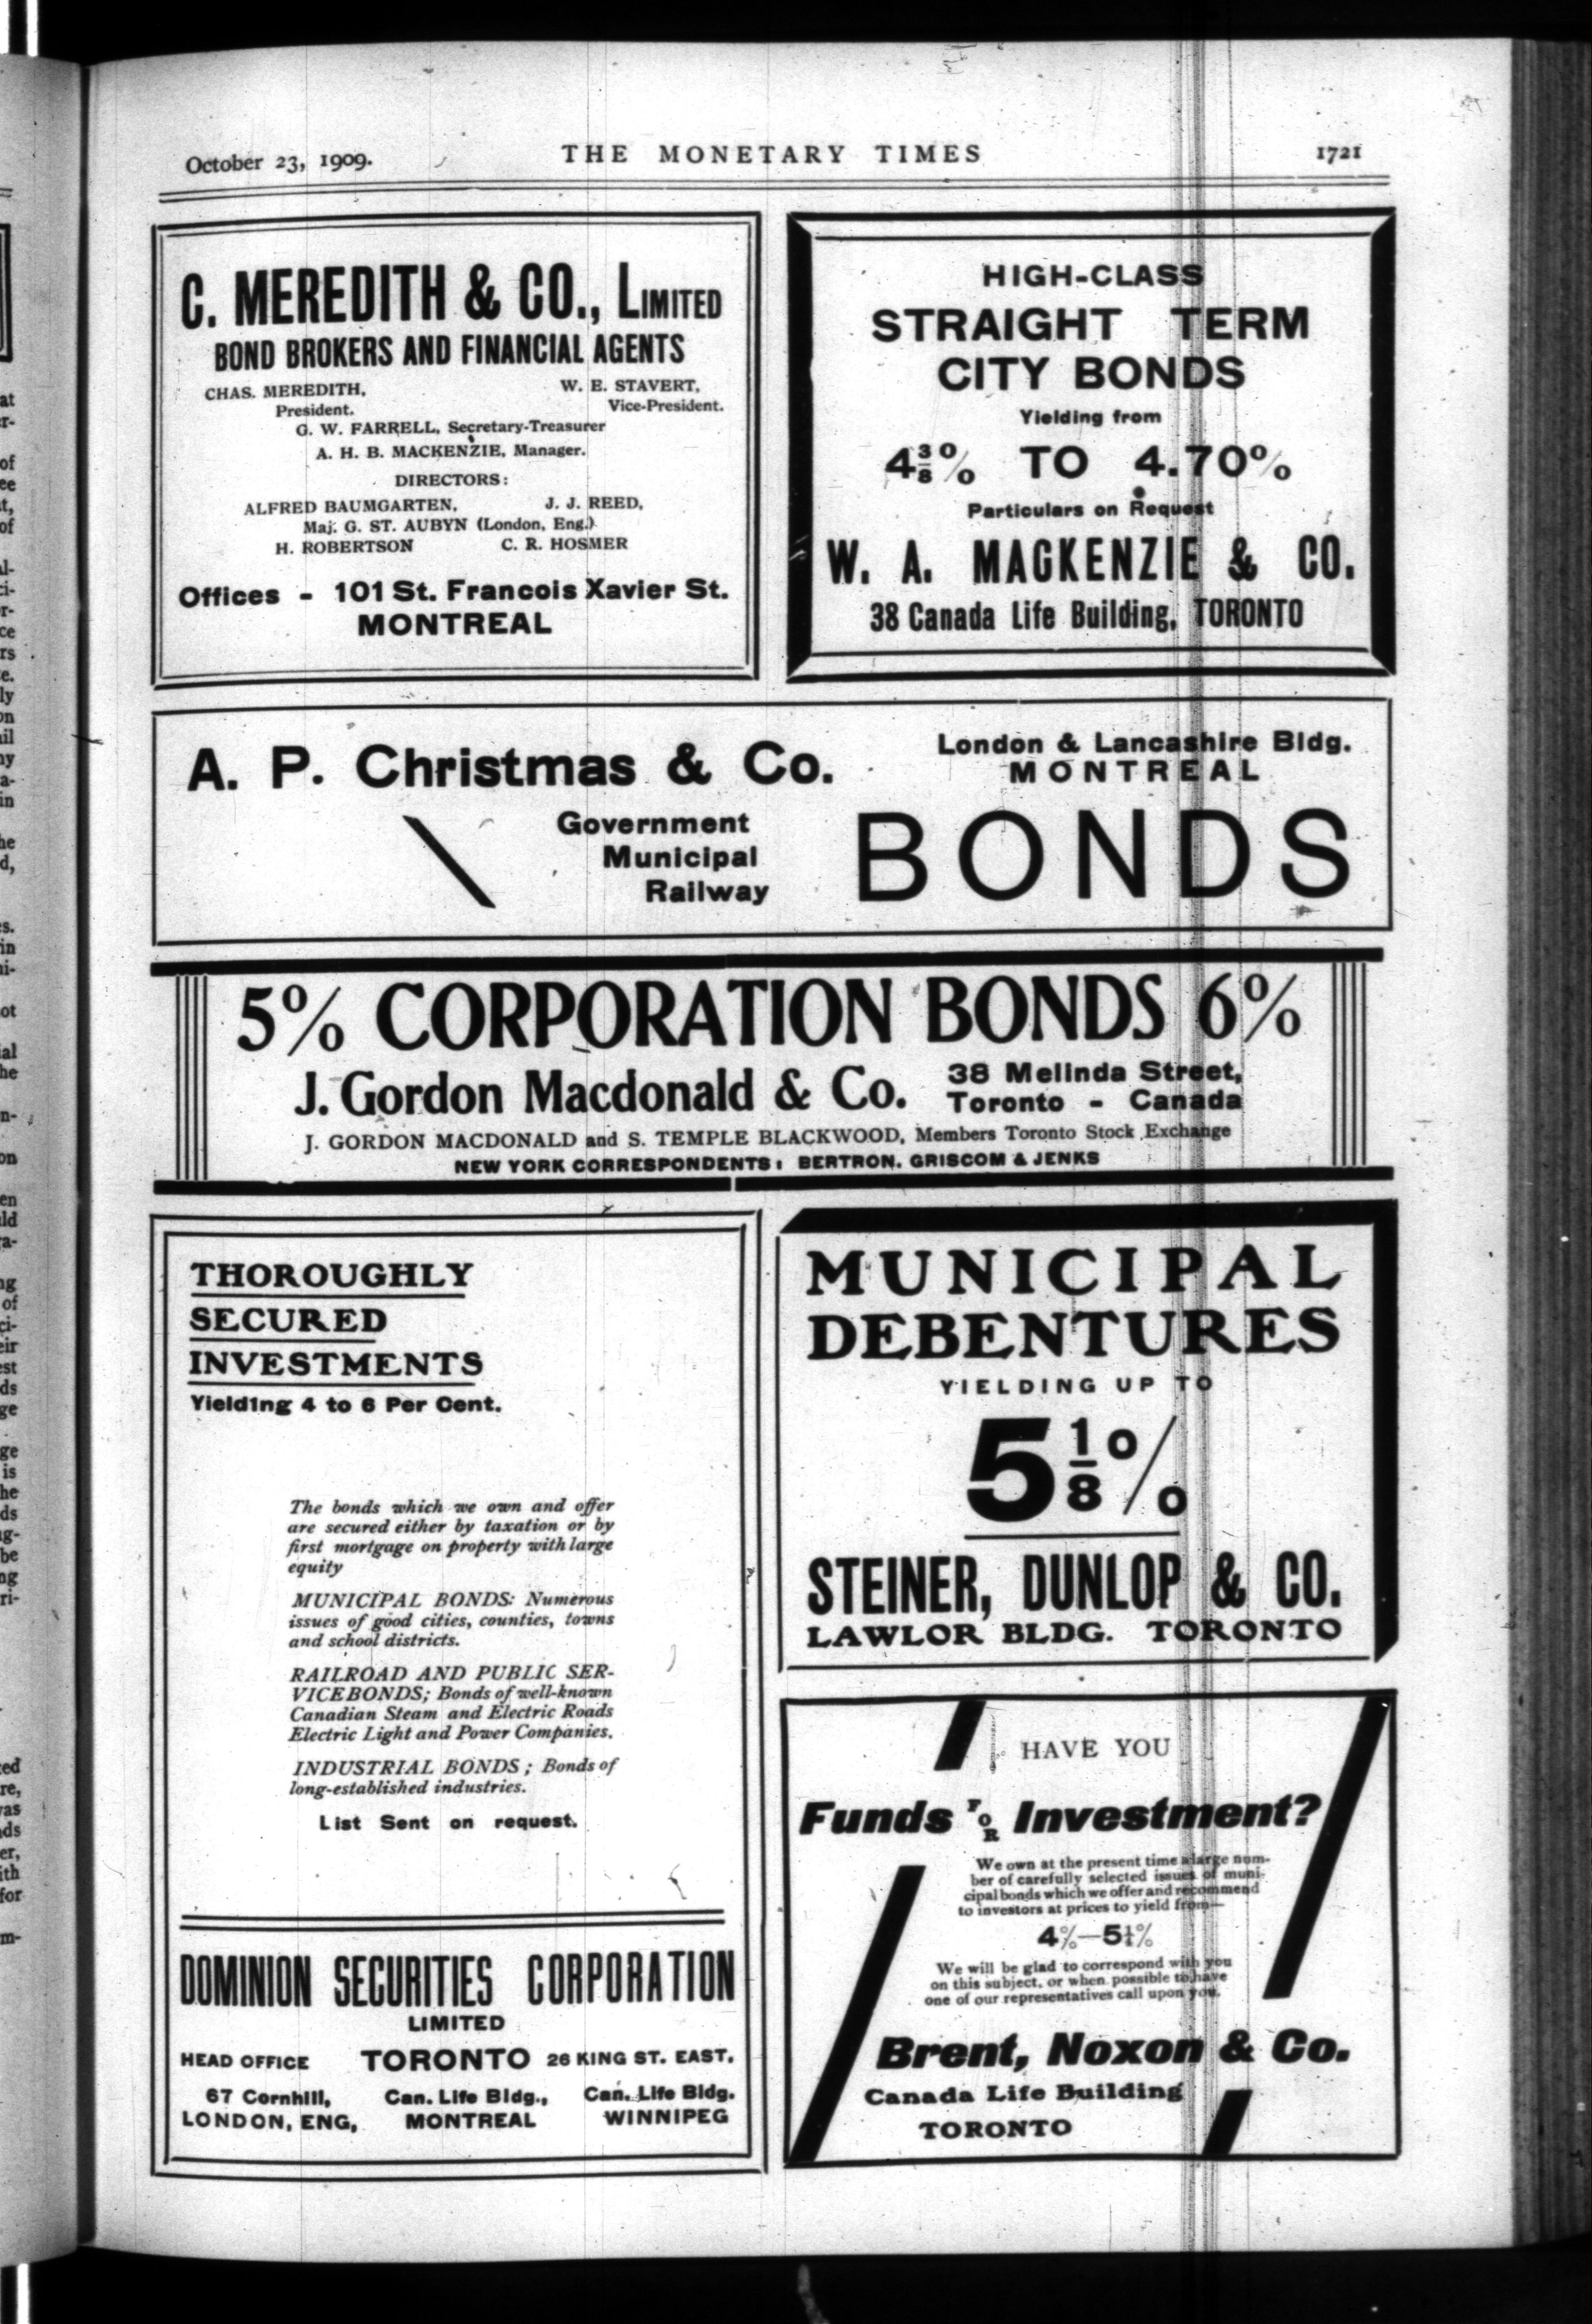 October 23, 1909.
THE MONETARY TIMES
1721
C. MEREDITH & CO., LIMITED
BOND BROKERS AND FINANCIAL AGENTS
CHAS. MEREDITH,
President.
W. E. STAVERT,
Vice-President.
G. W. FARRELL, Secretary-Treasurer
A. H. B. MACKENZIE, Manager.
DIRECTORS:
ALFRED BAUMGARTEN, J. J. REED,
Maj. G. ST. AUBYN (London, Eng.)
H. ROBERTSON C. R. HOSMER
Offices - 101 St. Francois Xavier St.
MONTREAL
HIGH-CLASS
STRAIGHT TERM
CITY BONDS
Yielding from
4⅜% TO 4.70%
Particulars on Request
W. A. MACKENZIE & CO.
38 Canada Life Building, TORONTO
A. P. Christmas & Co.
London & Lancashire Bldg.
MONTREAL
Government
Municipal
Railway
BONDS
5% CORPORATION BONDS 6%
J. Gordon Macdonald & Co.
38 Melinda Street,
Toronto - Canada
J. GORDON MACDONALD and S. TEMPLE BLACKWOOD, Members Toronto Stock Exchange
NEW YORK CORRESPONDENTS: BERTRON, GRISCOM & JENKS
THOROUGHLY
SECURED
INVESTMENTS
Yielding 4 to 6 Per Cent.
The bonds which we own and offer
are secured either by taxation or by
first mortgage on property with large
equity
MUNICIPAL BONDS: Numerous
issues of good cities, counties, towns
and school districts.
RAILROAD AND PUBLIC SER-
VICE BONDS; Bonds of well-known
Canadian Steam and Electric Roads
Electric Light and Power Companies.
INDUSTRIAL BONDS; Bonds of
long-established industries.
List Sent on request.
DOMINION SECURITIES CORPORATION
LIMITED
HEAD OFFICE TORONTO 26 KING ST. EAST.
67 Cornhill, Can. Life Bldg., Can. Life Bldg.
LONDON, ENG, MONTREAL WINNIPEG
MUNICIPAL
DEBENTURES
YIELDING UP TO
5⅛%
STEINER, DUNLOP & CO.
LAWLOR BLDG. TORONTO
HAVE YOU
Funds FOR Investment?
We own at the present time a large num-
ber of carefully selected issues of muni-
cipal bonds which we offer and recommend
to investors at prices to yield from—
4%—5¼%
We will be glad to correspond with you
on this subject, or when possible to have
one of our representatives call upon you.
Brent, Noxon & Co.
Canada Life Building
TORONTO